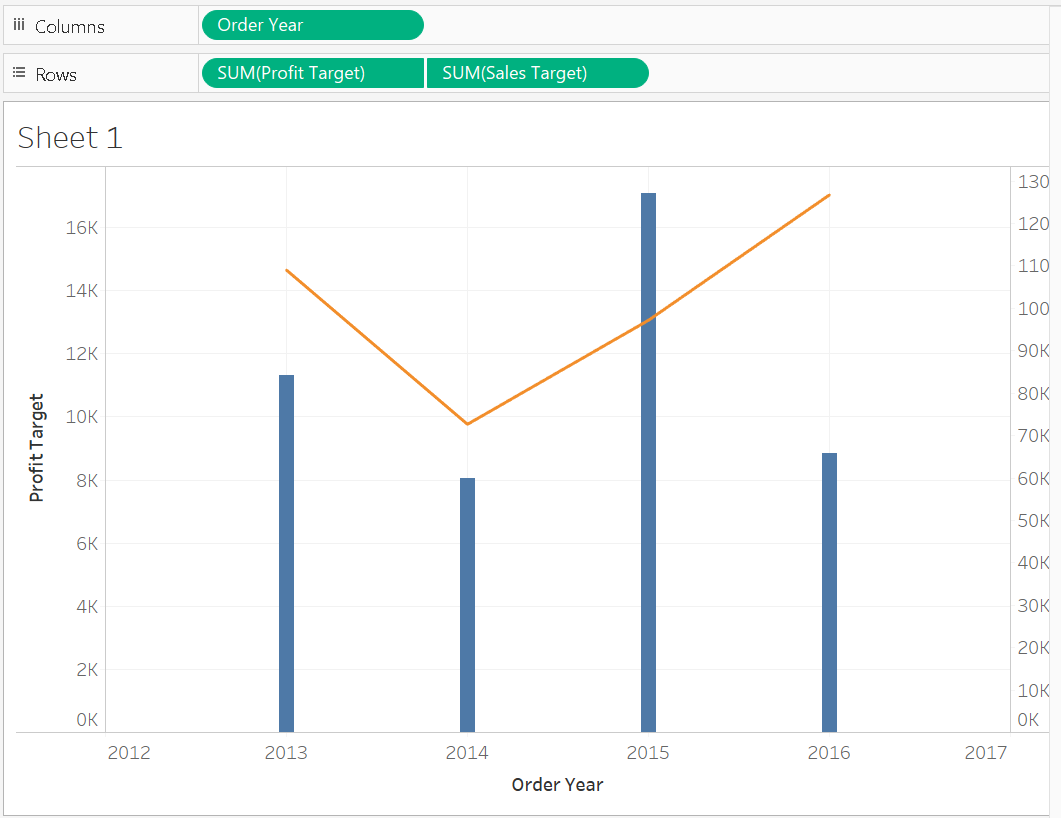 Columns
Order Year
Rows
SUM(Profit Target) SUM(Sales Target)
Sheet 1
Profit Target
16K
14K
12K
10K
8K
6K
4K
2K
0K
130
120
110
100
90K
80K
70K
60K
50K
40K
30K
20K
10K
0K
2012 2013 2014 2015 2016 2017
Order Year